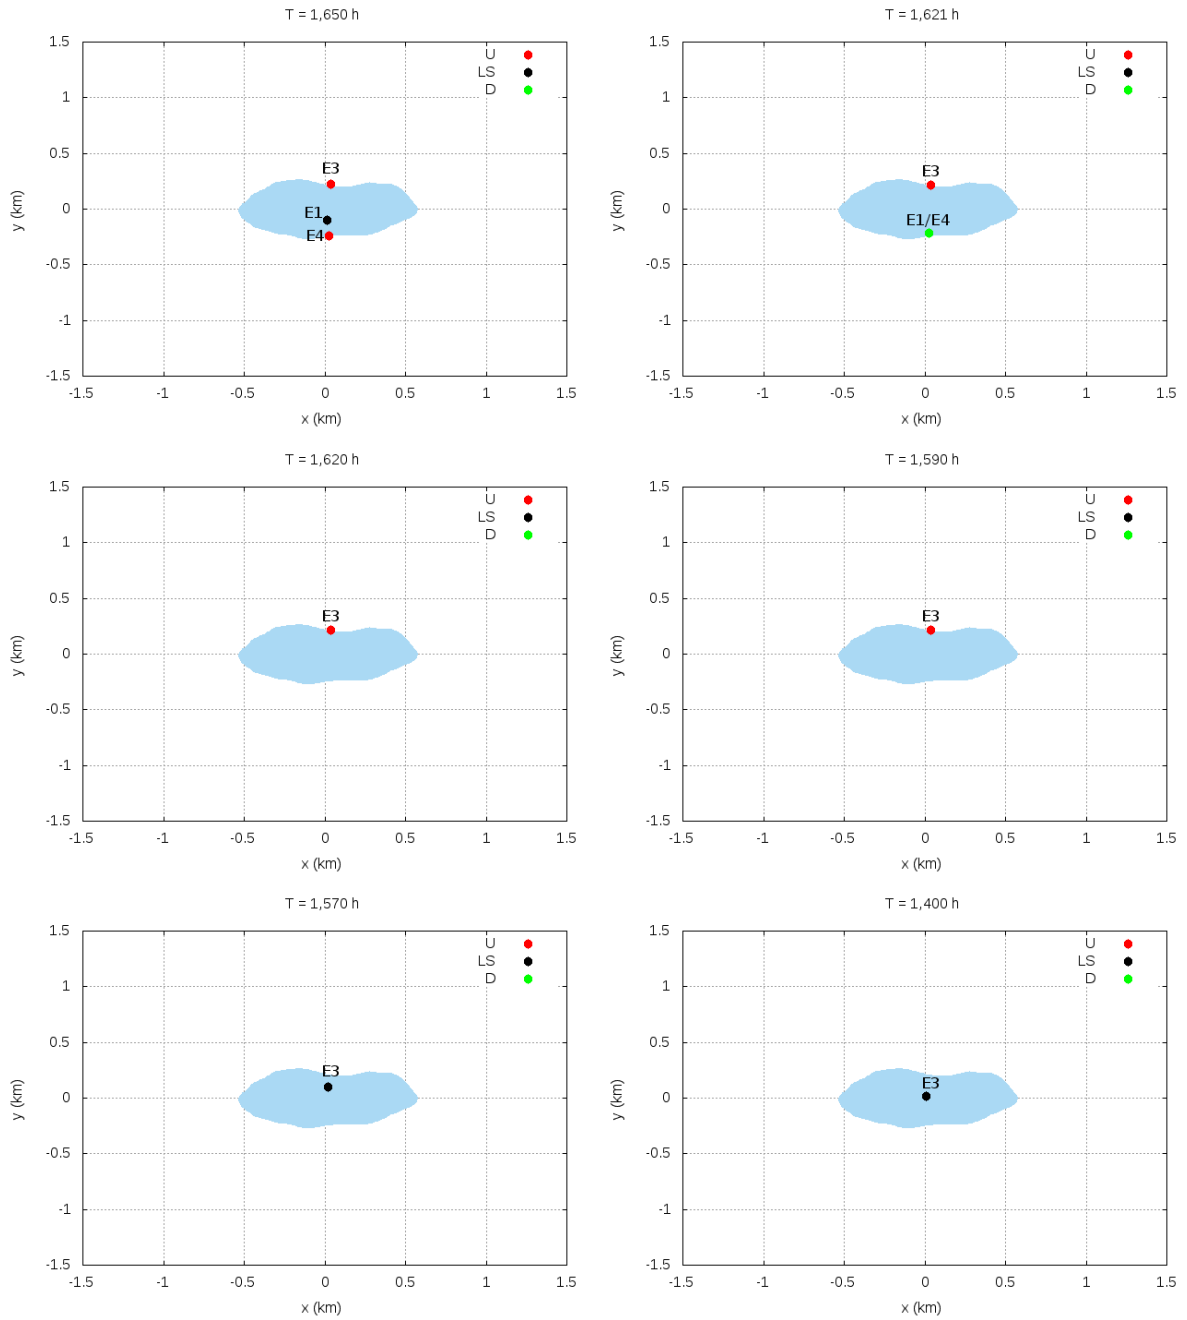 T = 1,650 h
1.5
1
0.5
0
-0.5
-1
-1.5
y (km)
U
LS
D
E3
E1
E4
-1.5 -1 -0.5 0 0.5 1 1.5
x (km)
T = 1,621 h
1.5
1
0.5
0
-0.5
-1
-1.5
y (km)
U
LS
D
E3
E1/E4
-1.5 -1 -0.5 0 0.5 1 1.5
x (km)
T = 1,620 h
1.5
1
0.5
0
-0.5
-1
-1.5
y (km)
U
LS
D
E3
-1.5 -1 -0.5 0 0.5 1 1.5
x (km)
T = 1,590 h
1.5
1
0.5
0
-0.5
-1
-1.5
y (km)
U
LS
D
E3
-1.5 -1 -0.5 0 0.5 1 1.5
x (km)
T = 1,570 h
1.5
1
0.5
0
-0.5
-1
-1.5
y (km)
U
LS
D
E3
-1.5 -1 -0.5 0 0.5 1 1.5
x (km)
T = 1,400 h
1.5
1
0.5
0
-0.5
-1
-1.5
y (km)
U
LS
D
E3
-1.5 -1 -0.5 0 0.5 1 1.5
x (km)